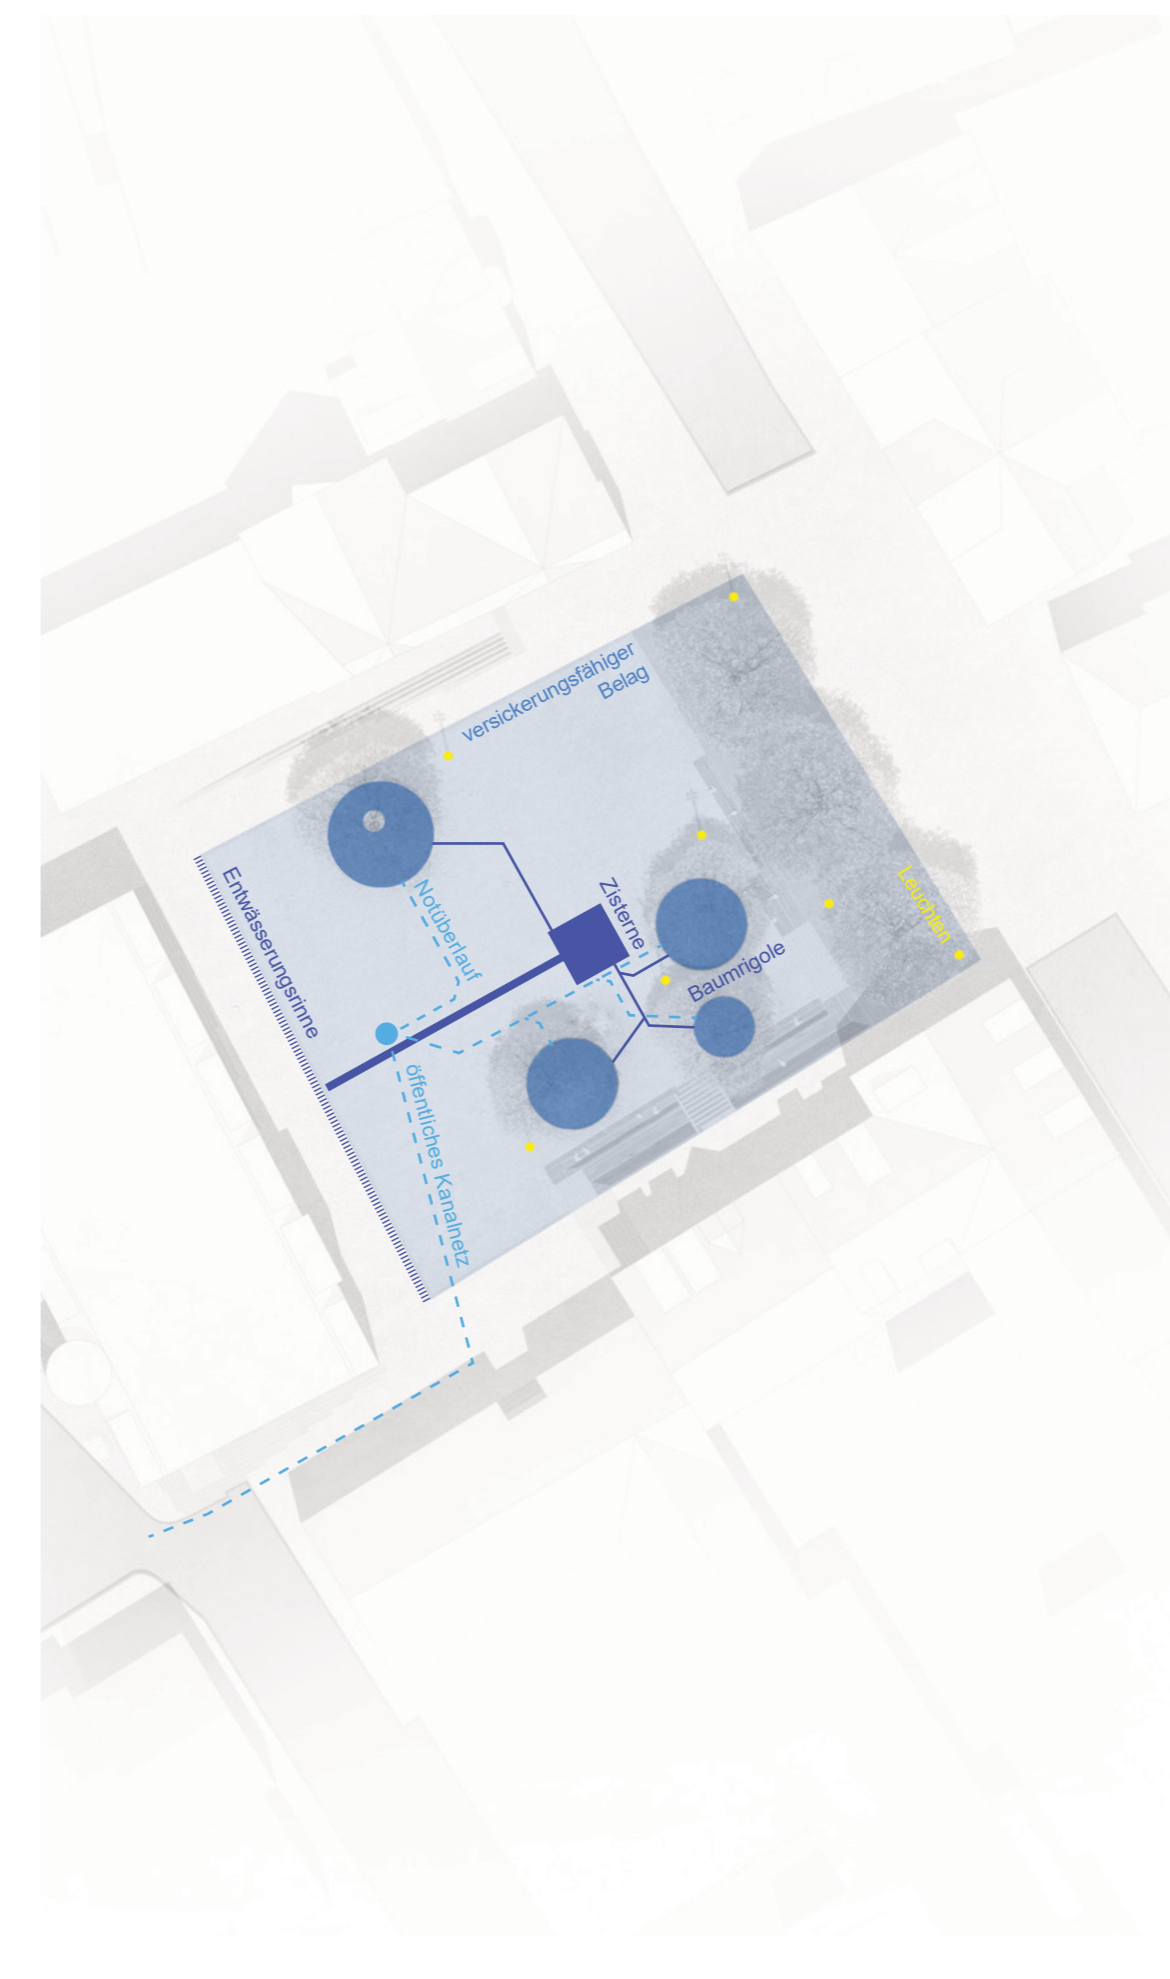 versickerungsfähiger
Belag
Entwässerungsrinne
Notüberlauf
Zisterne
Leuchten
Baumrigole
öffentliches Kanalnetz